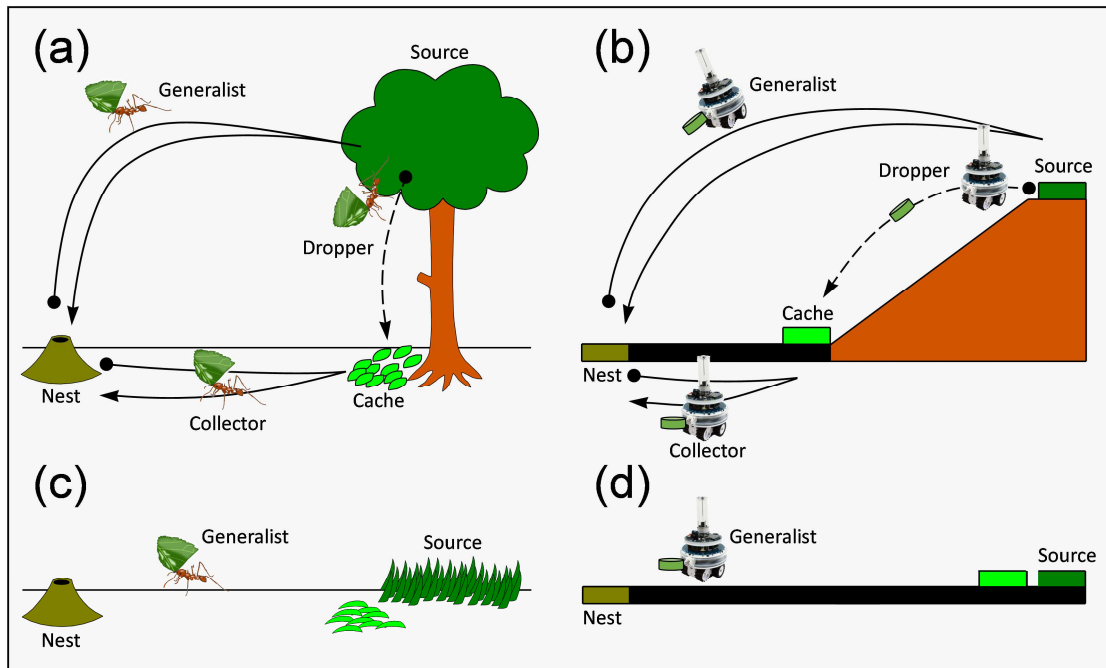 (a)
Source
Generalist
Dropper
Nest
Collector
Cache
(b)
Generalist
Dropper
Source
Cache
Nest
Collector
(c)
Generalist
Source
Nest
(d)
Generalist
Source
Nest